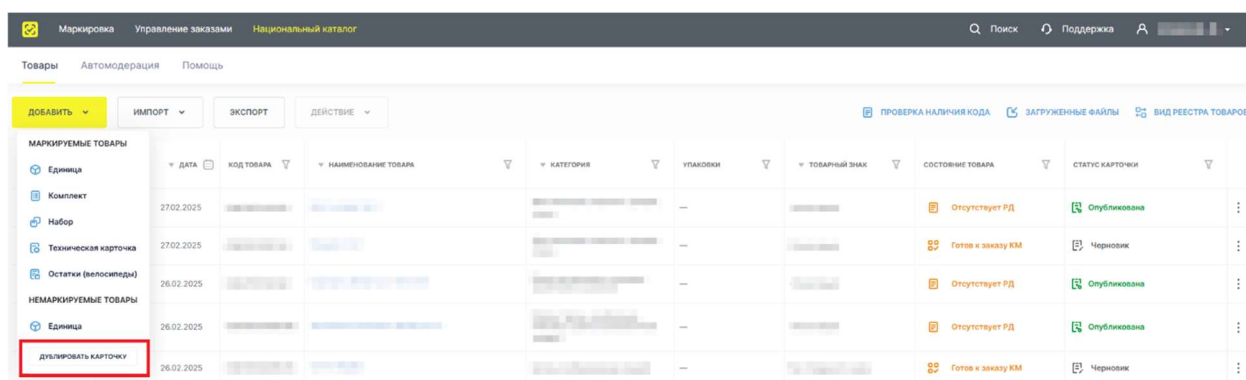 Маркировка Управление заказами Национальный каталог Поиск Поддержка
Товары Автомодерация Помощь
ДОБАВИТЬ ИМПОРТ ЭКСПОРТ ДЕЙСТВИЕ ПРОВЕРКА НАЛИЧИЯ КОДА ЗАГРУЖЕННЫЕ ФАЙЛЫ ВИД РЕЕСТРА ТОВАРОВ
МАРКИРУЕМЫЕ ТОВАРЫ
ДАТА КОД ТОВАРА НАИМЕНОВАНИЕ ТОВАРА КАТЕГОРИЯ УПАКОВКИ ТОВАРНЫЙ ЗНАК СОСТОЯНИЕ ТОВАРА СТАТУС КАРТОЧКИ
Единица
Комплект
27.02.2025 — Отсутствует РД Опубликована
Набор
Техническая карточка
27.02.2025 — Готов к заказу КМ Черновик
Остатки (велосипеды)
26.02.2025 — Отсутствует РД Опубликована
НЕМАРКИРУЕМЫЕ ТОВАРЫ
Единица
26.02.2025 — Отсутствует РД Опубликована
ДУБЛИРОВАТЬ КАРТОЧКУ
26.02.2025 — Готов к заказу КМ Черновик